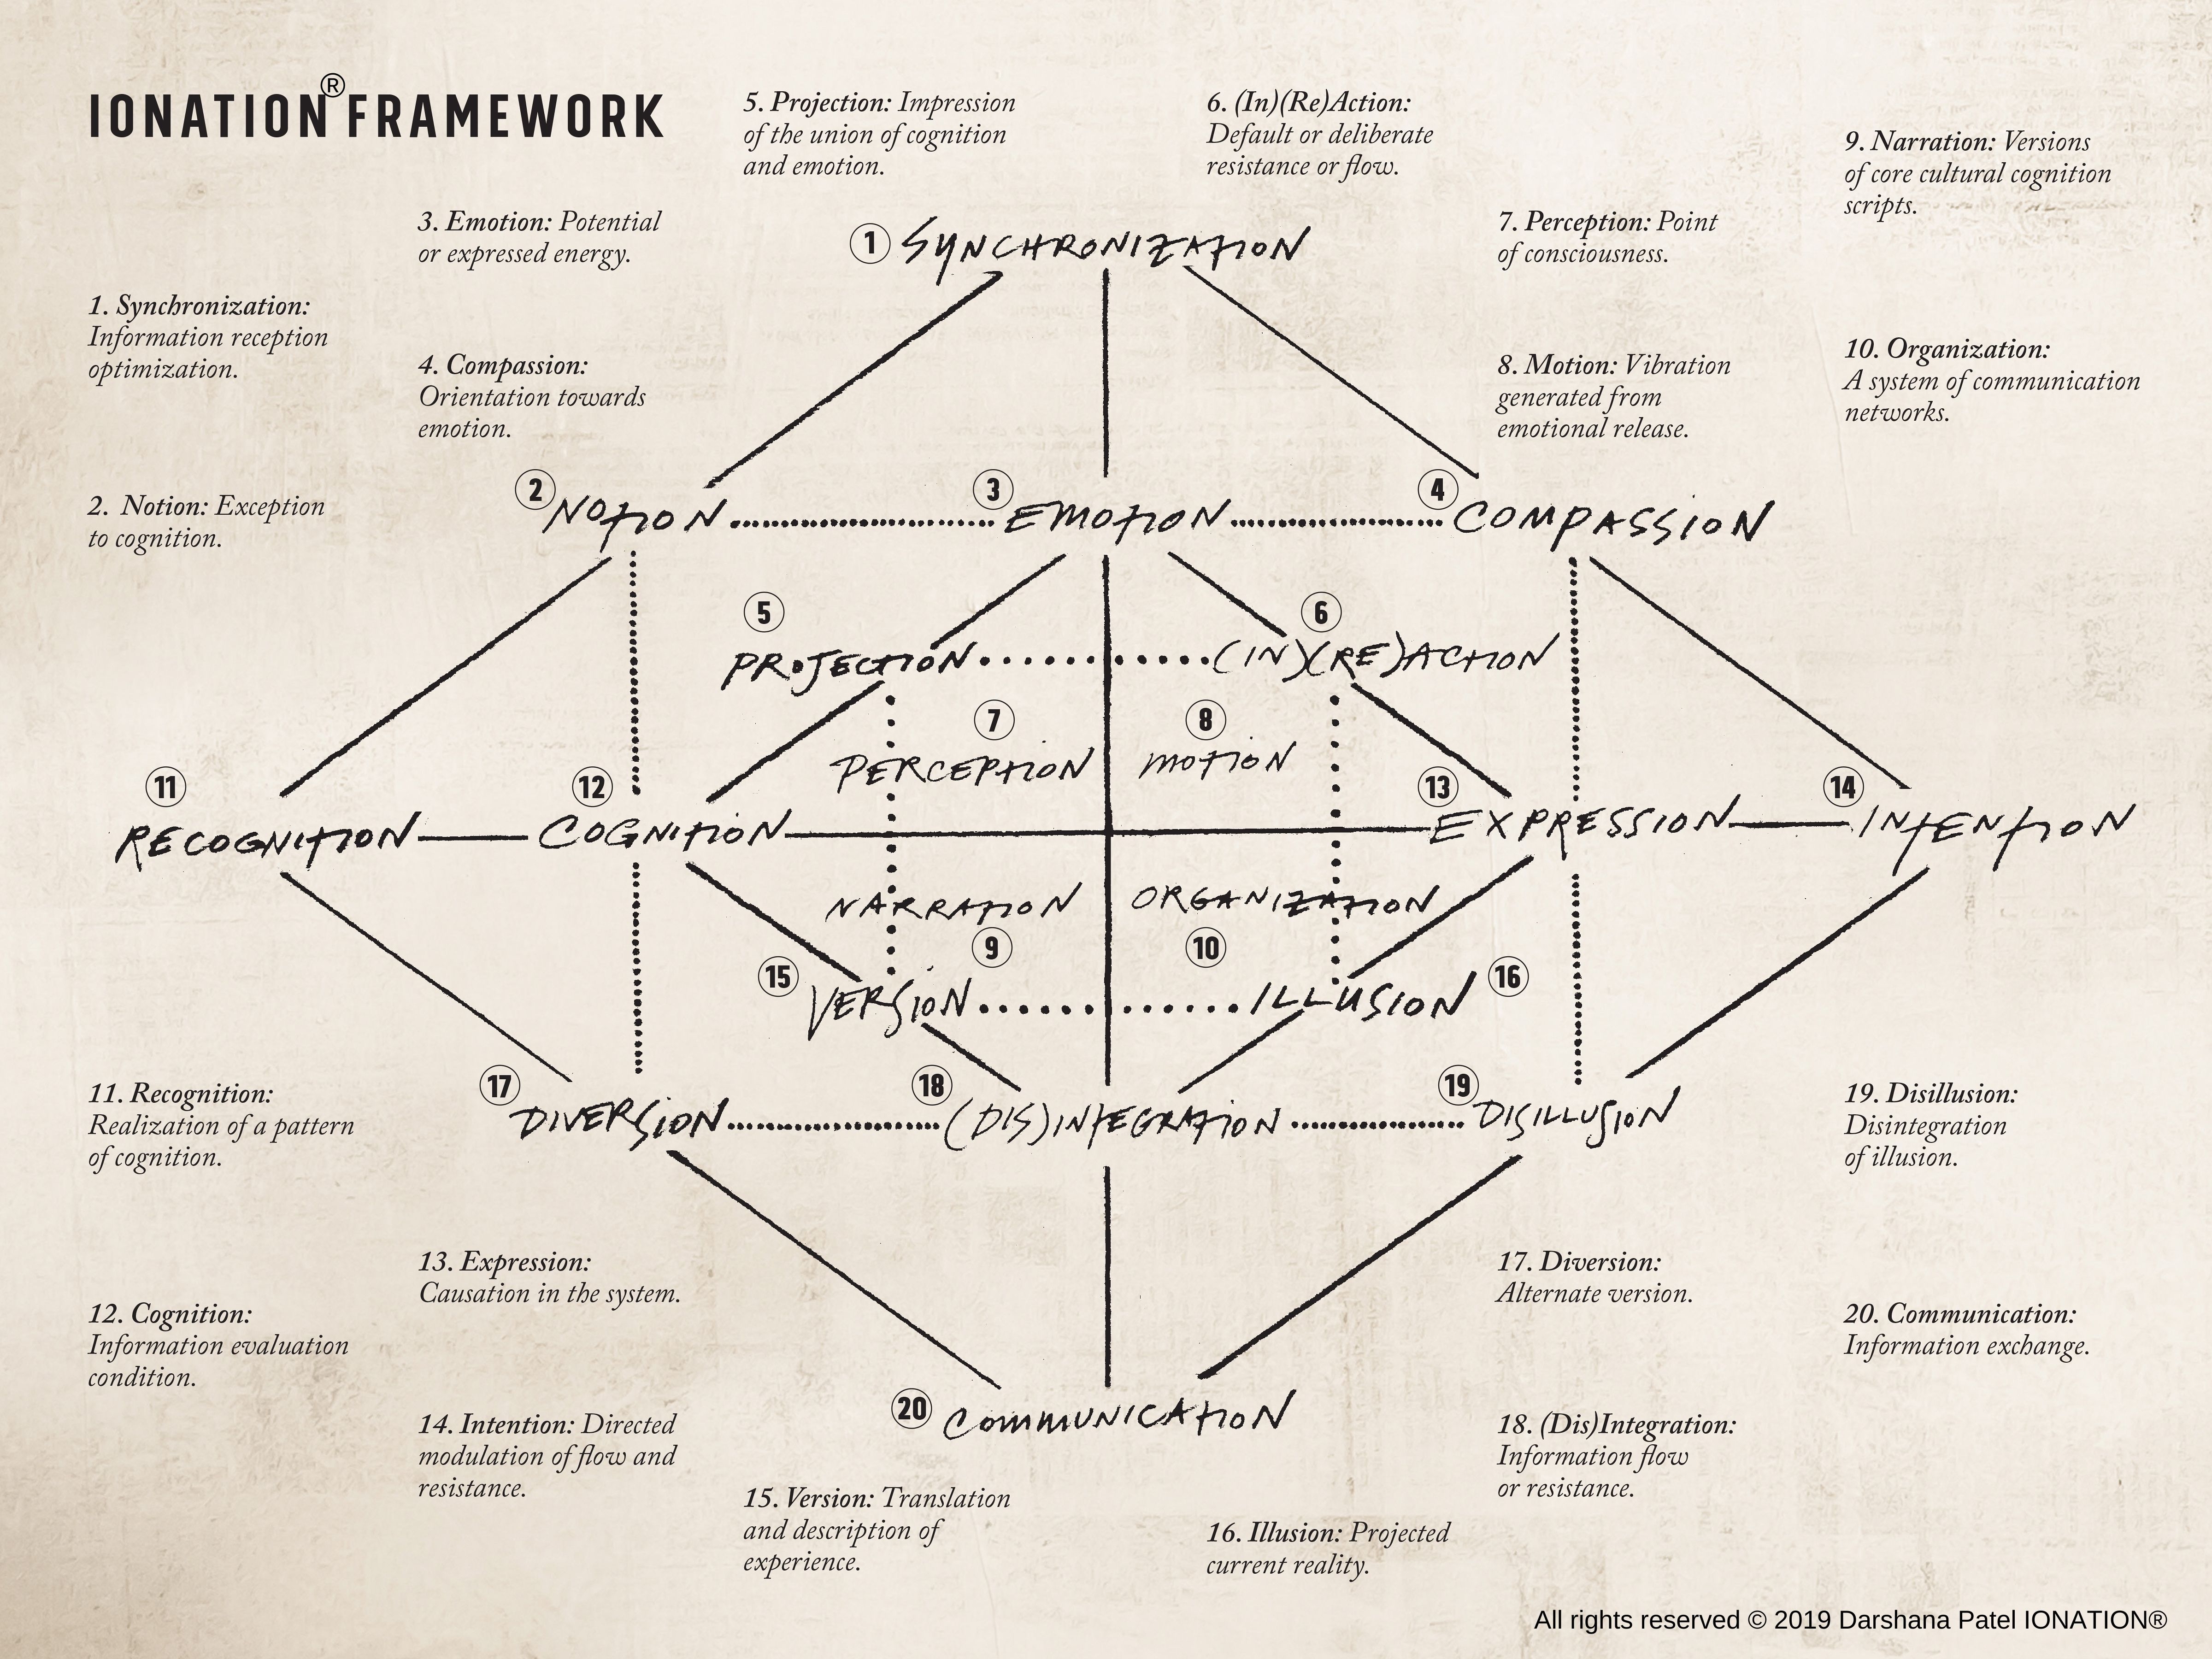 IONATION® FRAMEWORK
5. Projection: Impression
of the union of cognition
and emotion.
6. (In)(Re)Action:
Default or deliberate
resistance or flow.
9. Narration: Versions
of core cultural cognition
scripts.
3. Emotion: Potential
or expressed energy.
7. Perception: Point
of consciousness.
1. Synchronization:
Information reception
optimization.
4. Compassion:
Orientation towards
emotion.
8. Motion: Vibration
generated from
emotional release.
10. Organization:
A system of communication
networks.
2. Notion: Exception
to cognition.
1 SYNCHRONIZATION
2 NOTION
3 EMOTION
4 COMPASSION
5
PROJECTION
6
(IN)(RE)ACTION
7
PERCEPTION
8
MOTION
11
RECOGNITION
12
COGNITION
13
EXPRESSION
14
INTENTION
NARRATION
9
ORGANIZATION
10
15 VERSION
ILLUSION 16
17 DIVERSION
18 (DIS)INTEGRATION
19 DISILLUSION
20 COMMUNICATION
11. Recognition:
Realization of a pattern
of cognition.
19. Disillusion:
Disintegration
of illusion.
13. Expression:
Causation in the system.
17. Diversion:
Alternate version.
12. Cognition:
Information evaluation
condition.
20. Communication:
Information exchange.
14. Intention: Directed
modulation of flow and
resistance.
18. (Dis)Integration:
Information flow
or resistance.
15. Version: Translation
and description of
experience.
16. Illusion: Projected
current reality.
All rights reserved © 2019 Darshana Patel IONATION®